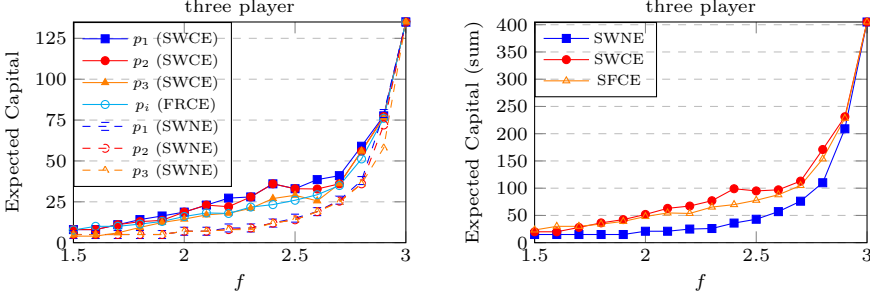 three player
Expected Capital
125
100
75
50
25
0
p₁ (SWCE)
p₂ (SWCE)
p₃ (SWCE)
pᵢ (FRCE)
p₁ (SWNE)
p₂ (SWNE)
p₃ (SWNE)
1.5 2 2.5 3
f
three player
Expected Capital (sum)
400
350
300
250
200
150
100
50
0
SWNE
SWCE
SFCE
1.5 2 2.5 3
f